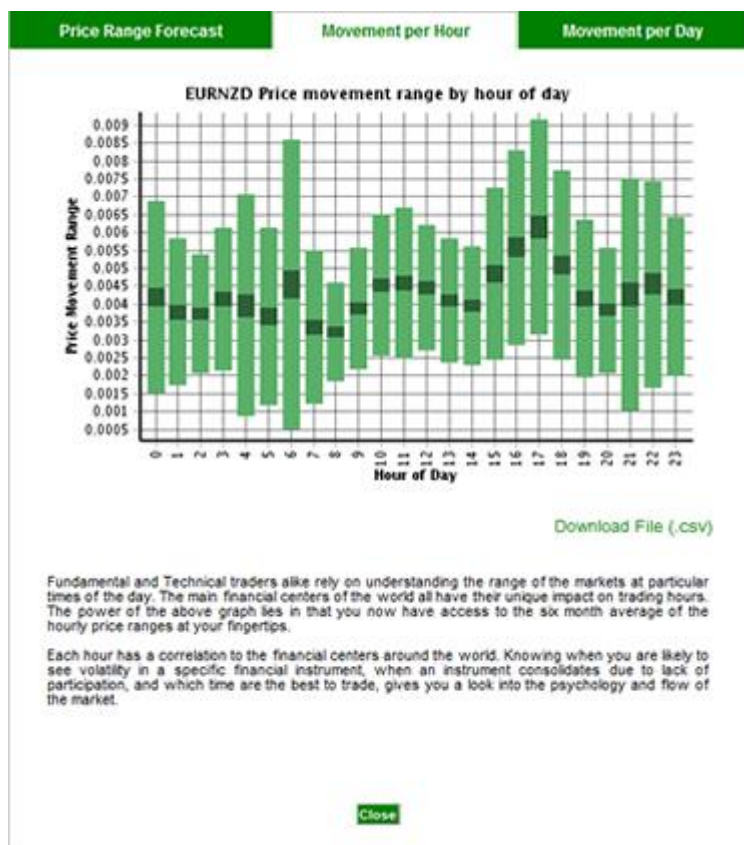 Price Range Forecast
Movement per Hour
Movement per Day
EURNZD Price movement range by hour of day
Price Movement Range
0.009
0.0085
0.008
0.0075
0.007
0.0065
0.006
0.0055
0.005
0.0045
0.004
0.0035
0.003
0.0025
0.002
0.0015
0.001
0.0005
0 1 2 3 4 5 6 7 8 9 10 11 12 13 14 15 16 17 18 19 20 21 22 23
Hour of Day
Download File (.csv)
Fundamental and Technical traders alike rely on understanding the range of the markets at particular
times of the day. The main financial centers of the world all have their unique impact on trading hours.
The power of the above graph lies in that you now have access to the six month average of the
hourly price ranges at your fingertips.
Each hour has a correlation to the financial centers around the world. Knowing when you are likely to
see volatility in a specific financial instrument, when an instrument consolidates due to lack of
participation, and which time are the best to trade, gives you a look into the psychology and flow of
the market.
Close